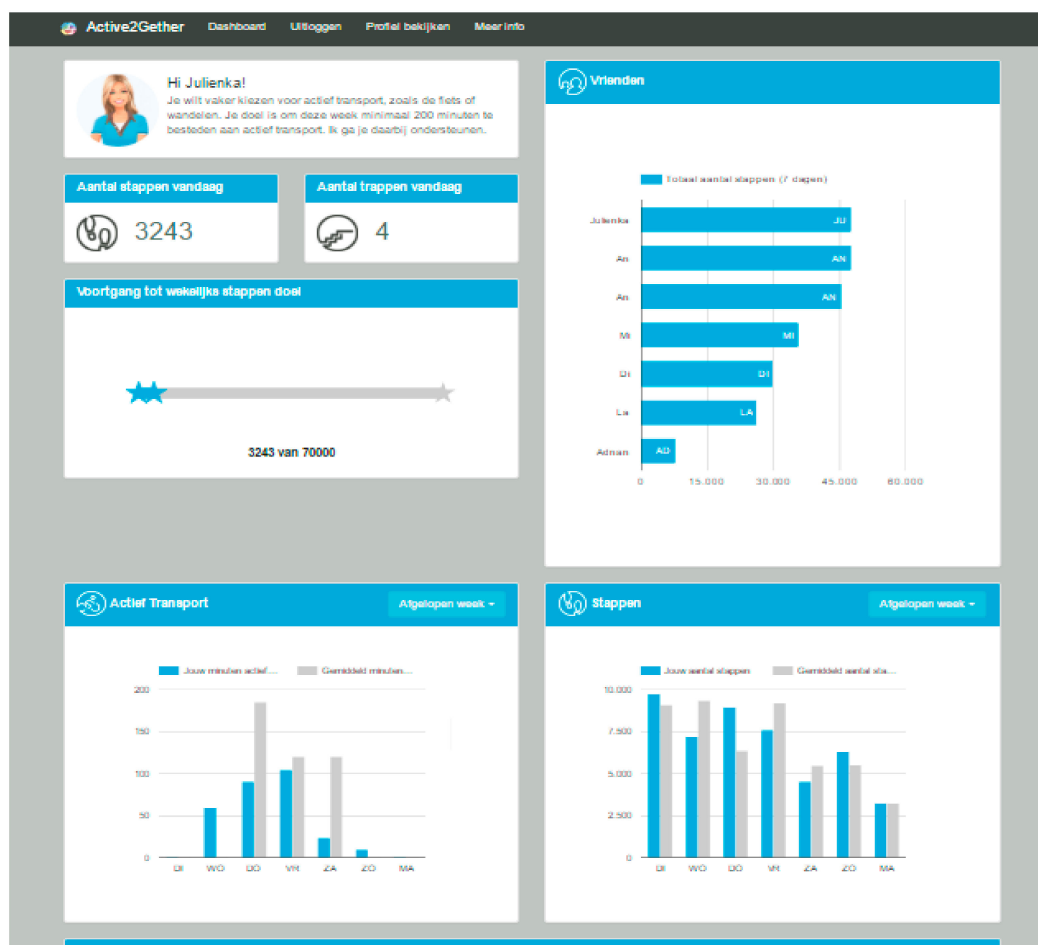 Active2Gether Dashboard Uitloggen Profiel bekijken Meer info
Hi Julienka!
Je wilt vaker kiezen voor actief transport, zoals de fiets of
wandelen. Je doel is om deze week minimaal 200 minuten te
besteden aan actief transport. Ik ga je daarbij ondersteunen.
Aantal stappen vandaag
3243
Aantal trappen vandaag
4
Voortgang tot wekelijks stappen doel
3243 van 70000
Vrienden
Totaal aantal stappen (7 dagen)
Julienka JU
An AN
An AN
Mi MI
Di DI
La LA
Adnan AD
0 15.000 30.000 45.000 60.000
Actief Transport Afgelopen week
Jouw minuten actief... Gemiddeld minuten...
200
150
100
50
0
DI WO DO VR ZA ZO MA
Stappen Afgelopen week
Jouw aantal stappen Gemiddeld aantal sta...
10.000
7.500
5.000
2.500
0
DI WO DO VR ZA ZO MA